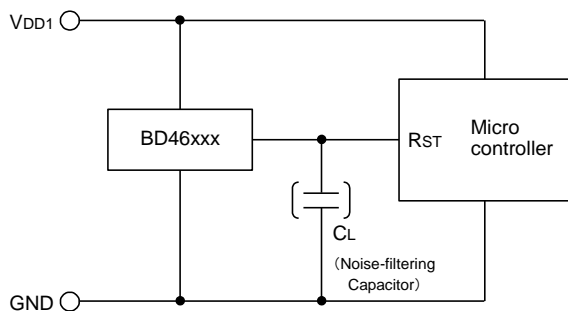 VDD1
BD46xxx
RST
Micro
controller
CL
（Noise-filtering
Capacitor）
GND